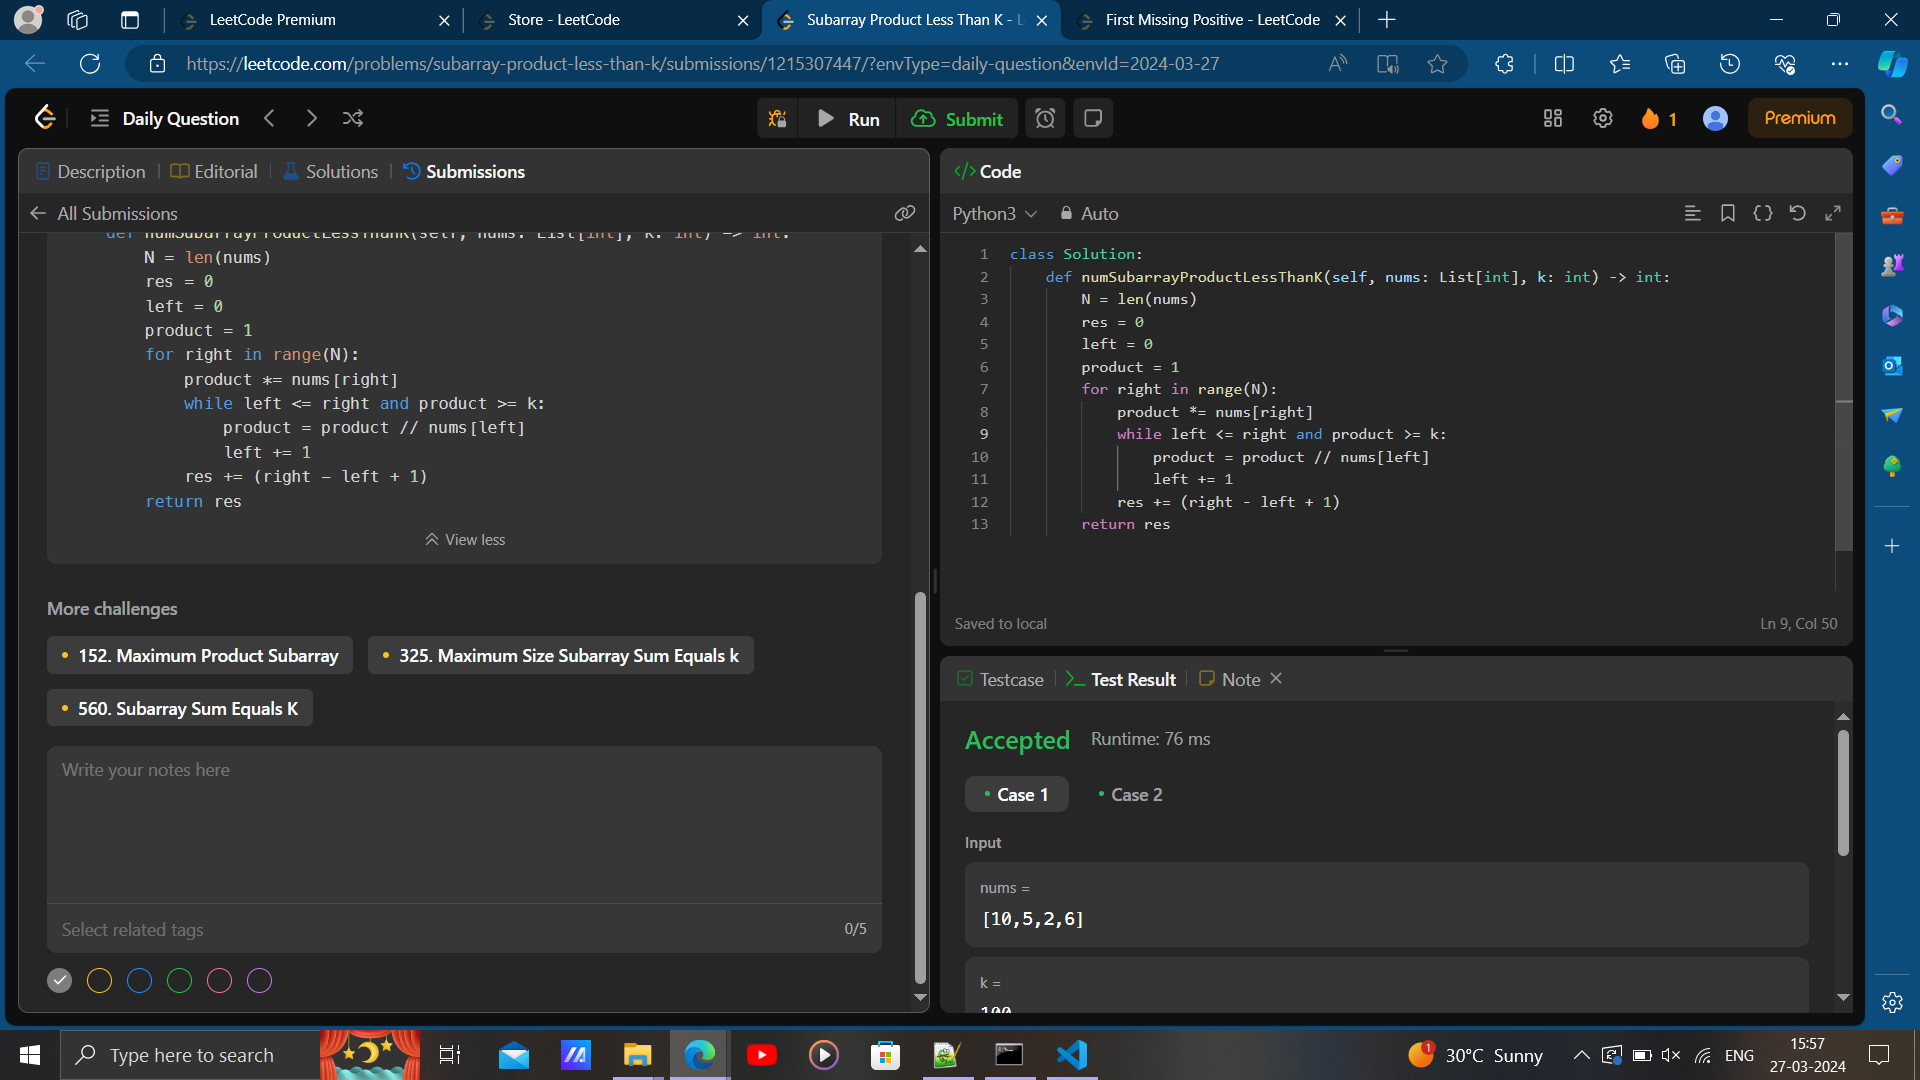 LeetCode Premium
Store - LeetCode
Subarray Product Less Than K - L
First Missing Positive - LeetCode
https://leetcode.com/problems/subarray-product-less-than-k/submissions/1215307447/?envType=daily-question&envId=2024-03-27
Daily Question
Run
Submit
1
Premium
Description
Editorial
Solutions
Submissions
All Submissions
def numSubarrayProductLessThanK(self, nums: List[int], k: int) -> int:
N = len(nums)
res = 0
left = 0
product = 1
for right in range(N):
product *= nums[right]
while left <= right and product >= k:
product = product // nums[left]
left += 1
res += (right - left + 1)
return res
View less
More challenges
152. Maximum Product Subarray
325. Maximum Size Subarray Sum Equals k
560. Subarray Sum Equals K
Write your notes here
Select related tags
0/5
</> Code
Python3
Auto
1 class Solution:
2 def numSubarrayProductLessThanK(self, nums: List[int], k: int) -> int:
3 N = len(nums)
4 res = 0
5 left = 0
6 product = 1
7 for right in range(N):
8 product *= nums[right]
9 while left <= right and product >= k:
10 product = product // nums[left]
11 left += 1
12 res += (right - left + 1)
13 return res
Saved to local
Ln 9, Col 50
Testcase
Test Result
Note
Accepted
Runtime: 76 ms
Case 1
Case 2
Input
nums =
[10,5,2,6]
k =
100
Type here to search
1
30°C Sunny
ENG
15:57
27-03-2024